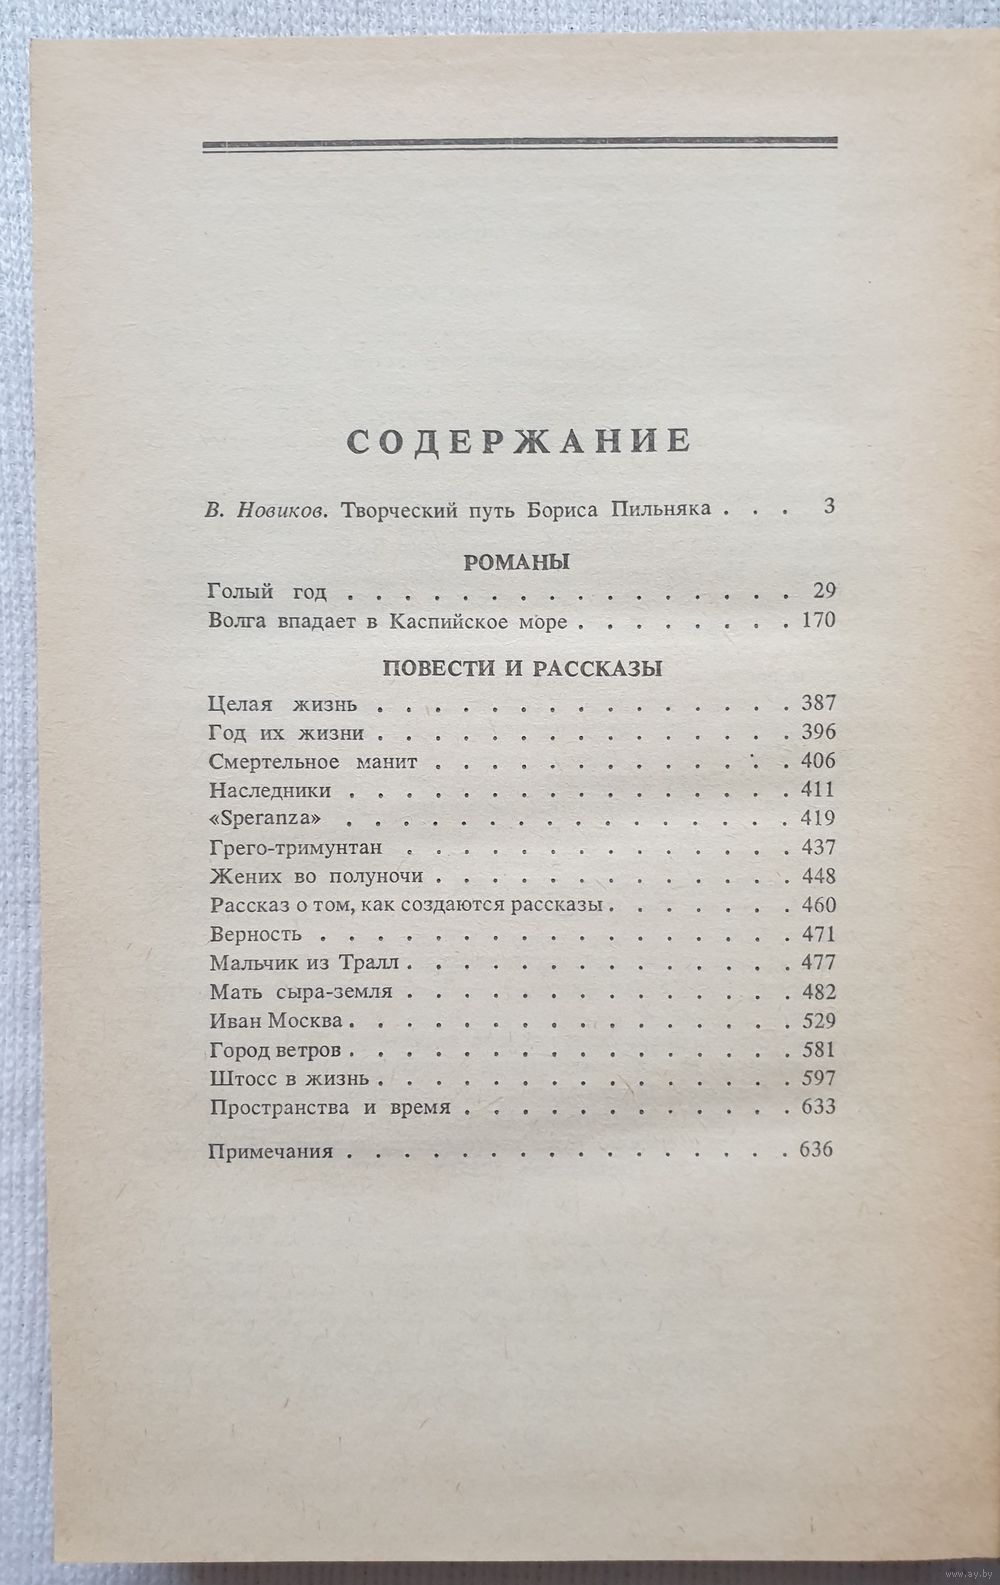 СОДЕРЖАНИЕ
В. Новиков. Творческий путь Бориса Пильняка . . . 3
РОМАНЫ
Голый год . . . . . . . . . . . . . . . . 29
Волга впадает в Каспийское море . . . . . . . . 170
ПОВЕСТИ И РАССКАЗЫ
Целая жизнь . . . . . . . . . . . . . . . 387
Год их жизни . . . . . . . . . . . . . . . 396
Смертельное манит . . . . . . . . . . . . . 406
Наследники . . . . . . . . . . . . . . . . 411
«Speranza» . . . . . . . . . . . . . . . . 419
Грего-тримунтан . . . . . . . . . . . . . . 437
Жених во полуночи . . . . . . . . . . . . . 448
Рассказ о том, как создаются рассказы . . . . . . . 460
Верность . . . . . . . . . . . . . . . . . 471
Мальчик из Тралл . . . . . . . . . . . . . . 477
Мать сыра-земля . . . . . . . . . . . . . . 482
Иван Москва . . . . . . . . . . . . . . . . 529
Город ветров . . . . . . . . . . . . . . . . 581
Штосс в жизнь . . . . . . . . . . . . . . . 597
Пространства и время . . . . . . . . . . . . 633
Примечания . . . . . . . . . . . . . . . . 636
www.ay.by